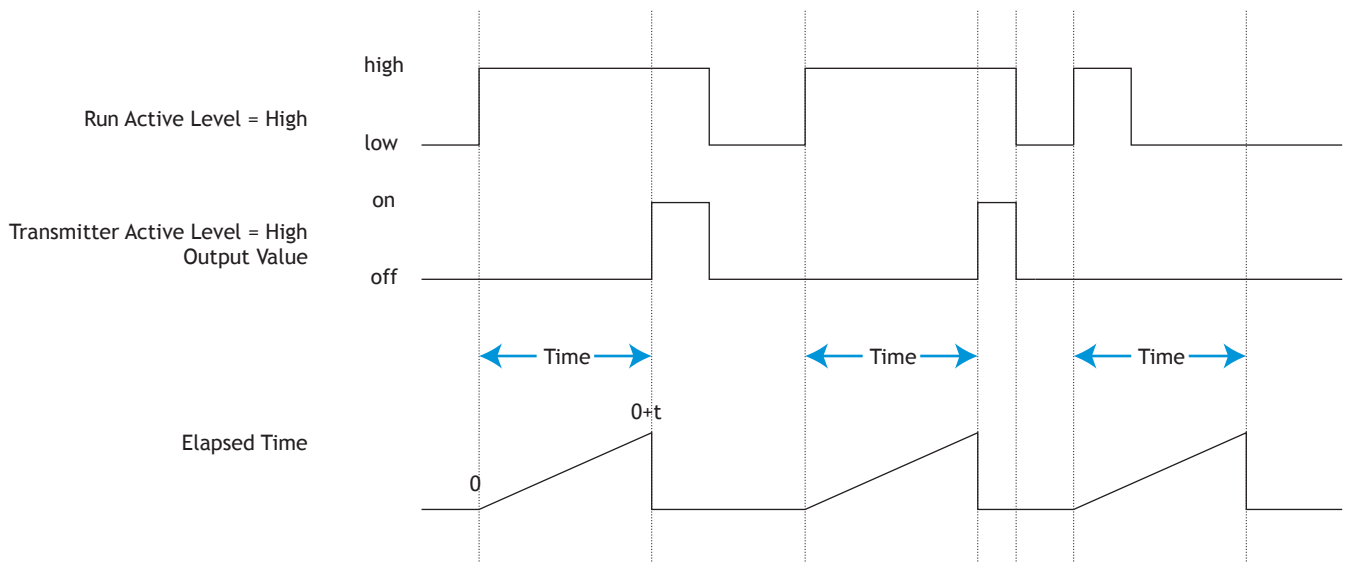 high
Run Active Level = High
low
on
Transmitter Active Level = High
Output Value
off
Time
Time
Time
0+t
Elapsed Time
0